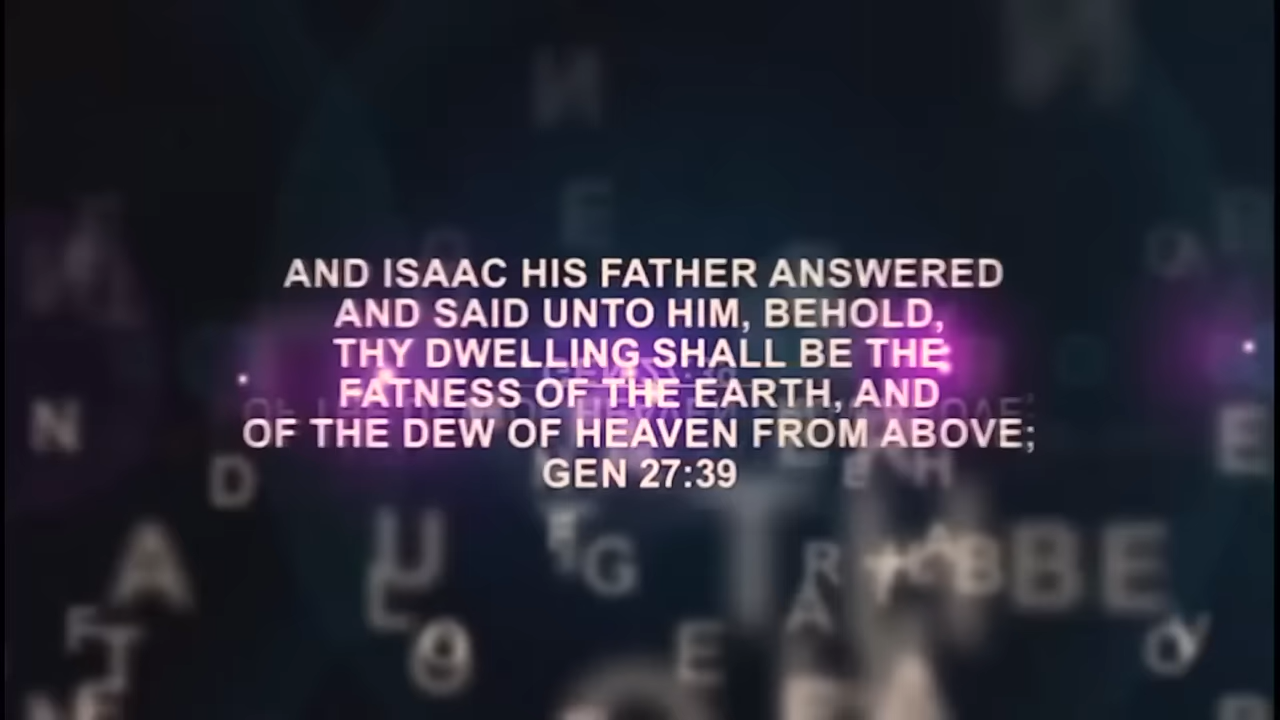 AND ISAAC HIS FATHER ANSWERED
AND SAID UNTO HIM, BEHOLD,
THY DWELLING SHALL BE THE
FATNESS OF THE EARTH, AND
OF THE DEW OF HEAVEN FROM ABOVE;
GEN 27:39